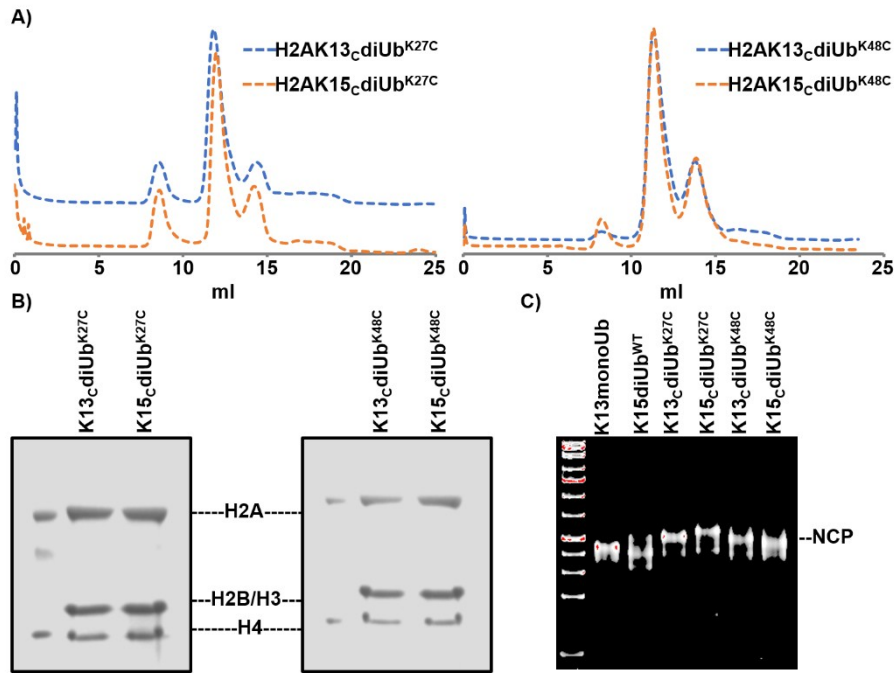 A)
H2AK13CdiUbK27C
H2AK15CdiUbK27C
H2AK13CdiUbK48C
H2AK15CdiUbK48C
0 5 10 15 20 25
ml
0 5 10 15 20 25
ml
B)
K13CdiUbK27C
K15CdiUbK27C
K13CdiUbK48C
K15CdiUbK48C
H2A
H2B/H3
H4
C)
K13monoUb
K15diUbWT
K13CdiUbK27C
K15CdiUbK27C
K13CdiUbK48C
K15CdiUbK48C
--NCP